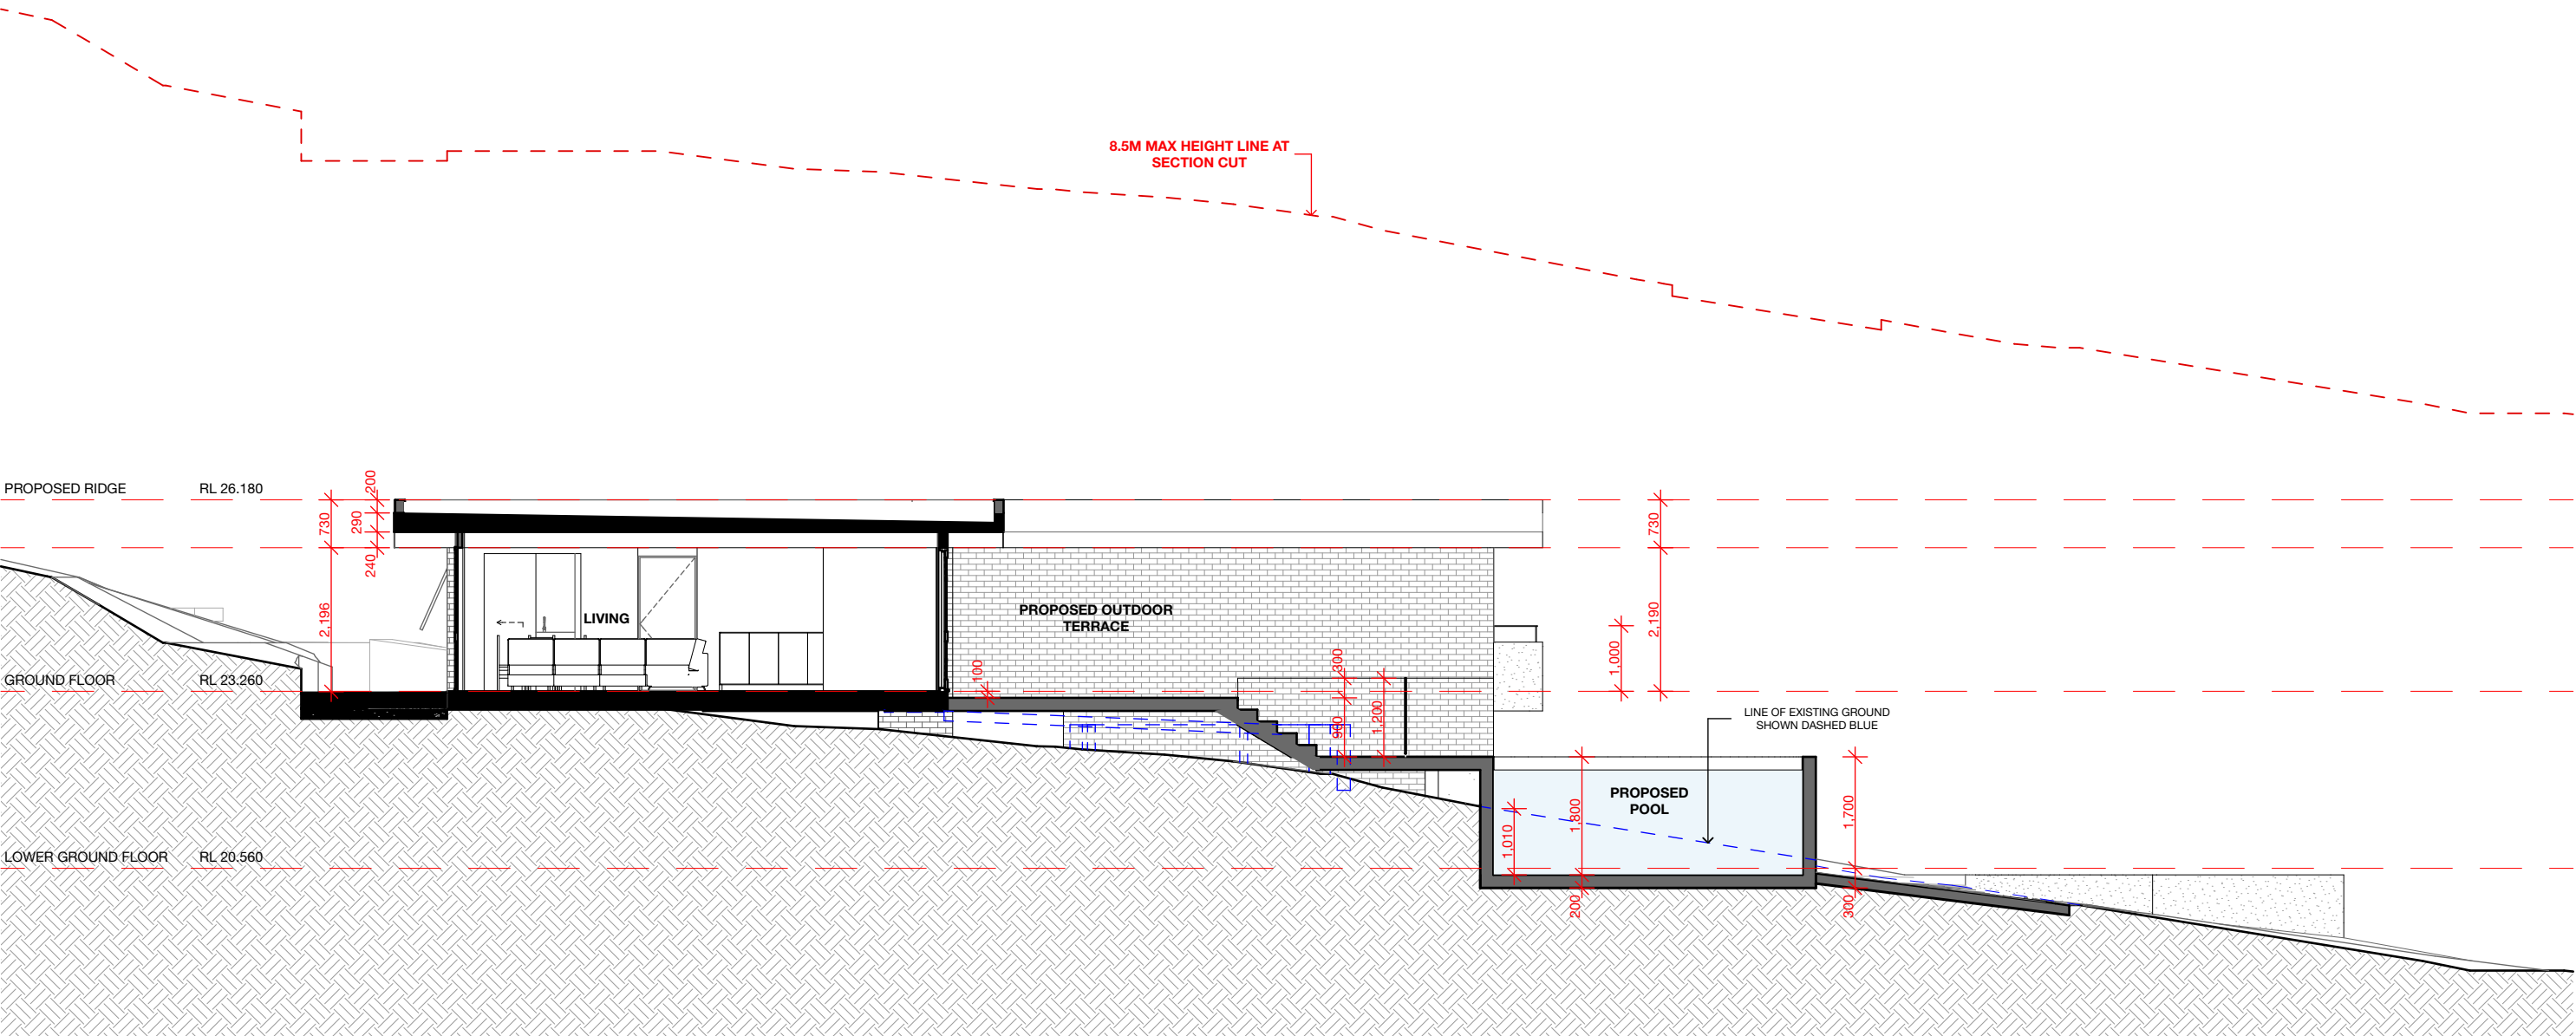 8.5M MAX HEIGHT LINE AT
SECTION CUT
PROPOSED RIDGE RL 26.180
200
730
290
240
2,196
730
2,190
LIVING
PROPOSED OUTDOOR
TERRACE
1,000
GROUND FLOOR RL 23.260
100
300
900
1,200
LINE OF EXISTING GROUND
SHOWN DASHED BLUE
PROPOSED
POOL
1,010
1,800
1,700
LOWER GROUND FLOOR RL 20.560
200
300